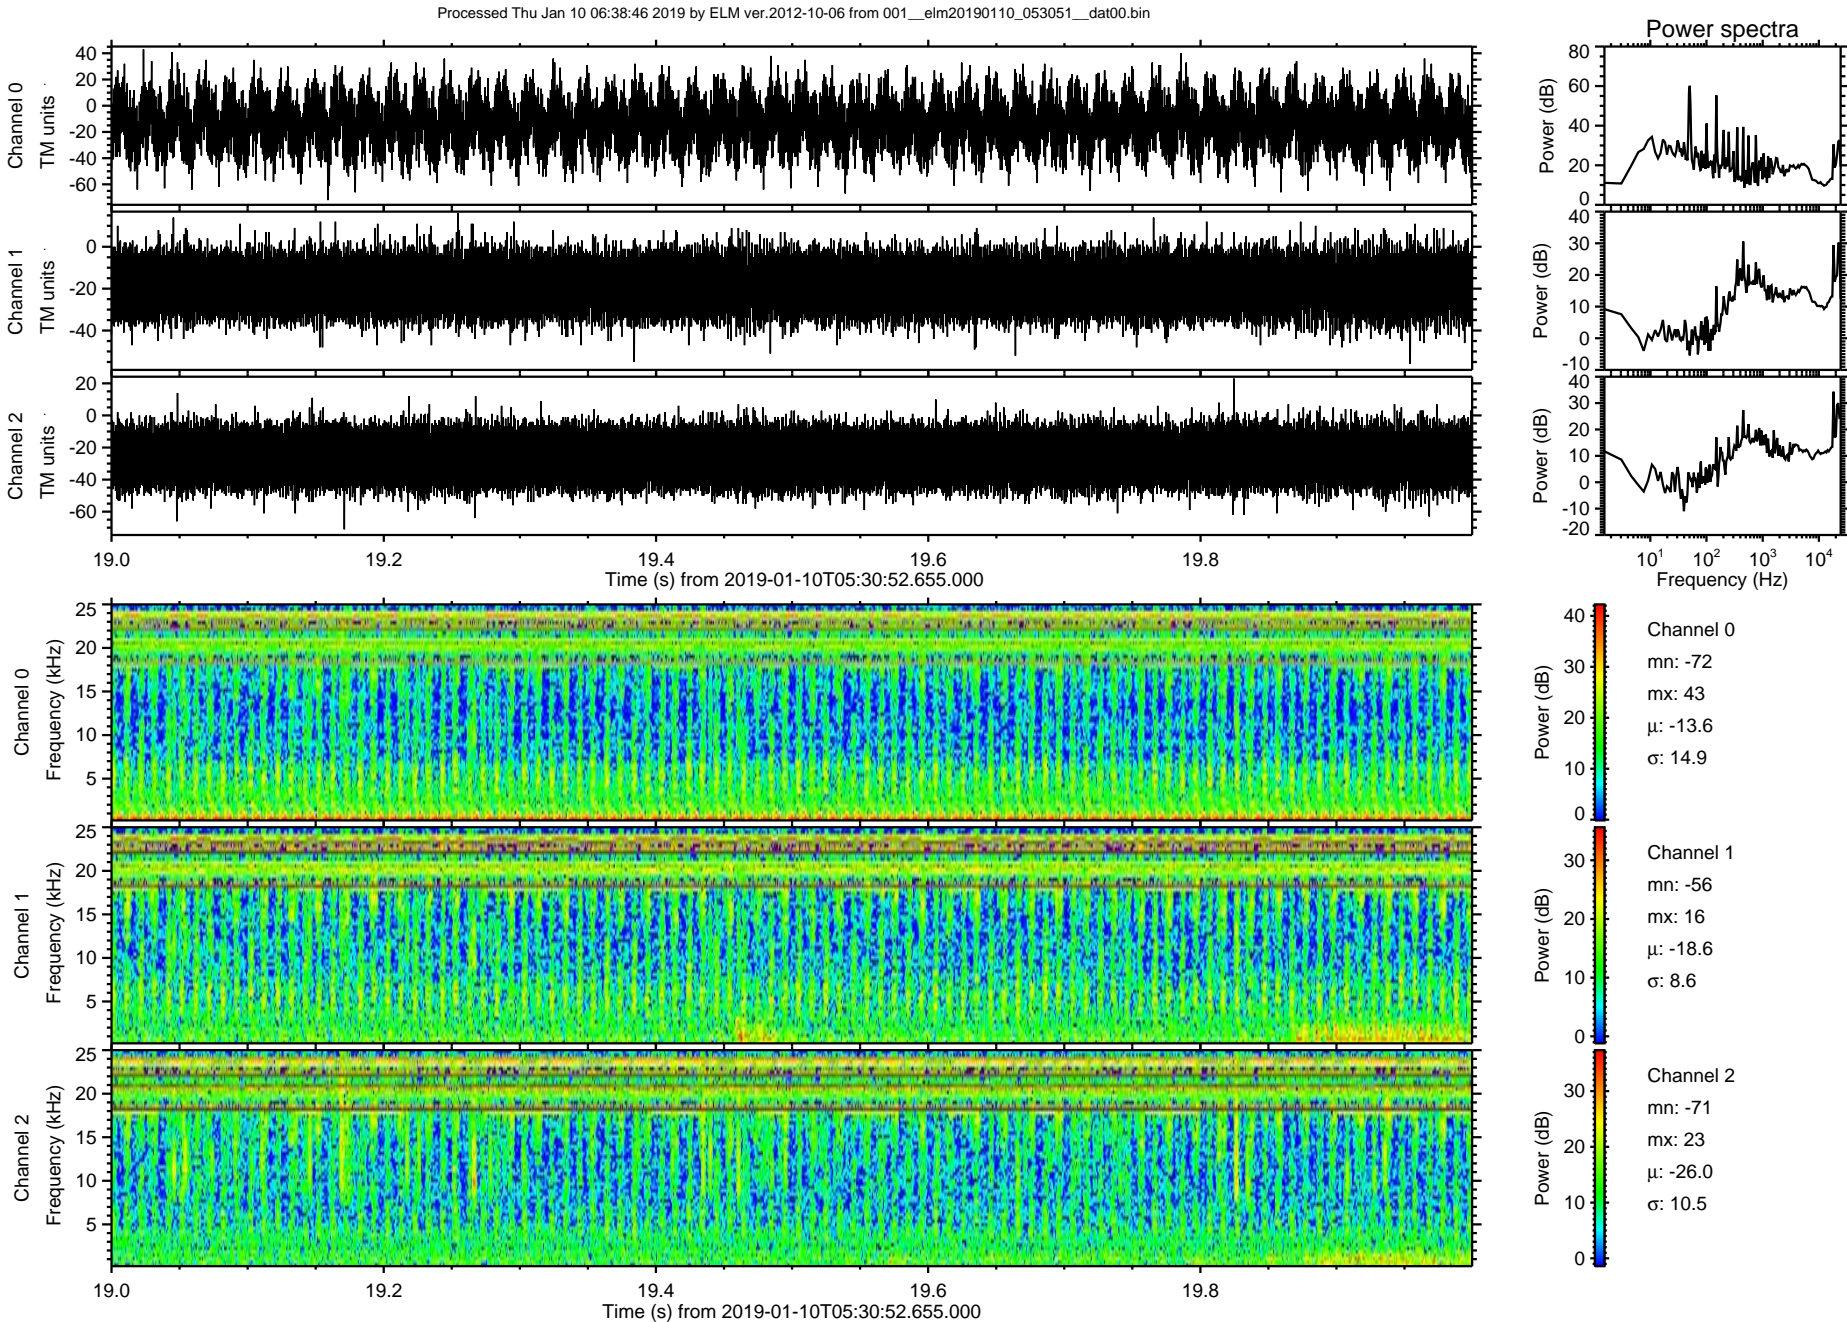 Processed Thu Jan 10 06:38:46 2019 by ELM ver.2012-10-06 from 001__elm20190110_053051__dat00.bin
Power spectra
Channel 0
TM units
40
20
0
-20
-40
-60
Power (dB)
80
60
40
20
0
Channel 1
TM units
0
-20
-40
Power (dB)
40
30
20
10
0
-10
Channel 2
TM units
20
0
-20
-40
-60
Power (dB)
40
30
20
10
0
-10
-20
19.0 19.2 19.4 19.6 19.8
Time (s) from 2019-01-10T05:30:52.655.000
10¹ 10² 10³ 10⁴
Frequency (Hz)
Channel 0
Frequency (kHz)
25
20
15
10
5
Power (dB)
40
30
20
10
0
Channel 0
mn: -72
mx: 43
μ: -13.6
σ: 14.9
Channel 1
Frequency (kHz)
25
20
15
10
5
Power (dB)
30
20
10
0
Channel 1
mn: -56
mx: 16
μ: -18.6
σ: 8.6
Channel 2
Frequency (kHz)
25
20
15
10
5
Power (dB)
30
20
10
0
Channel 2
mn: -71
mx: 23
μ: -26.0
σ: 10.5
19.0 19.2 19.4 19.6 19.8
Time (s) from 2019-01-10T05:30:52.655.000